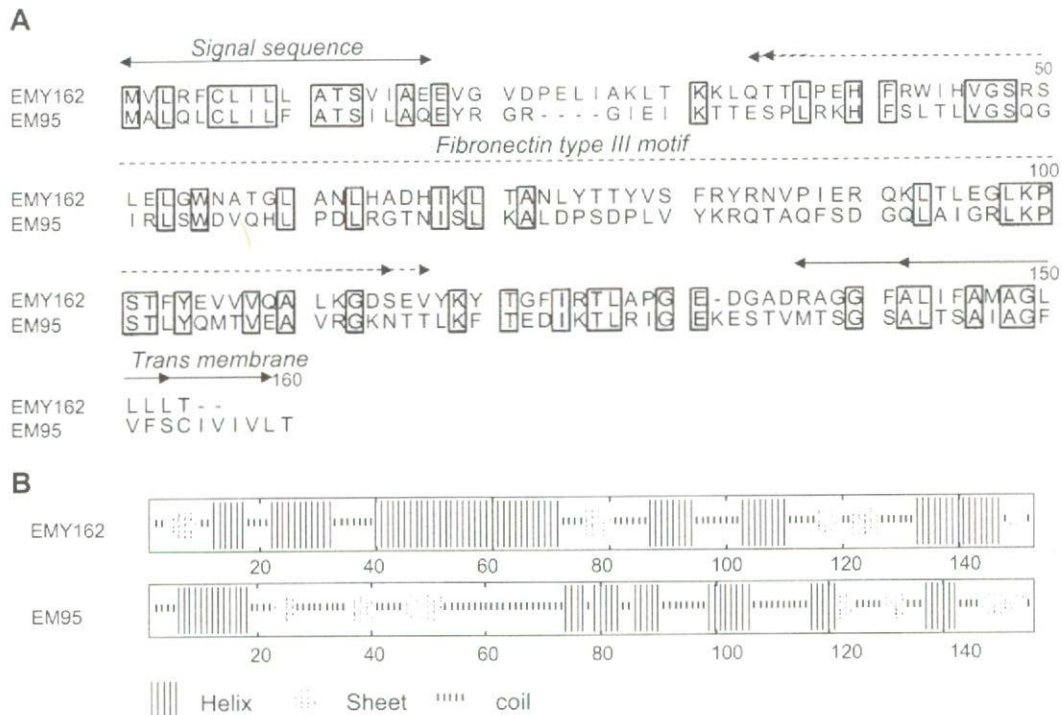 A
Signal sequence
50
EMY162 MVLRFCLILL ATSVIAEEVG VDPELIAKLT KKLQTTLPEH FRWIHVGSRS
EM95 MALQLCLILF ATSILAQEYR GR----GIEI KTTESPLRKH FSLTLVGSQG
Fibronectin type III motif
100
EMY162 LELGWNATGL ANLHADHIKL TANLYTTYVS FRYRNVPIER QKLTLEGLKP
EM95 IRLSWDVQHL PDLRGTNISL KALDPSDPLV YKRQTAQFSD GQLAIGRLKP
150
EMY162 STFYEVVVQA LKGDSEVYKY TGFIRTLAPG E-DGADRAGG FALIFAMAGL
EM95 STLYQMTVEA VRGKNTTLKF TEDIKTLRIG EKESTVMTSG SALTSAIAGF
Trans membrane
160
EMY162 LLLT--
EM95 VFSCIVIVLT
B
EMY162
20 40 60 80 100 120 140
EM95
20 40 60 80 100 120 140
Helix Sheet coil